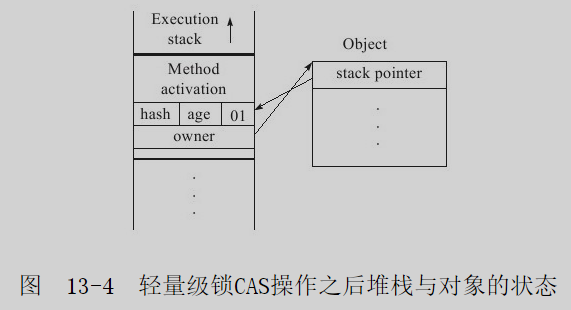 Execution
stack
Method
activation
hash age 01
owner
Object
stack pointer
图 13-4 轻量级锁CAS操作之后堆栈与对象的状态